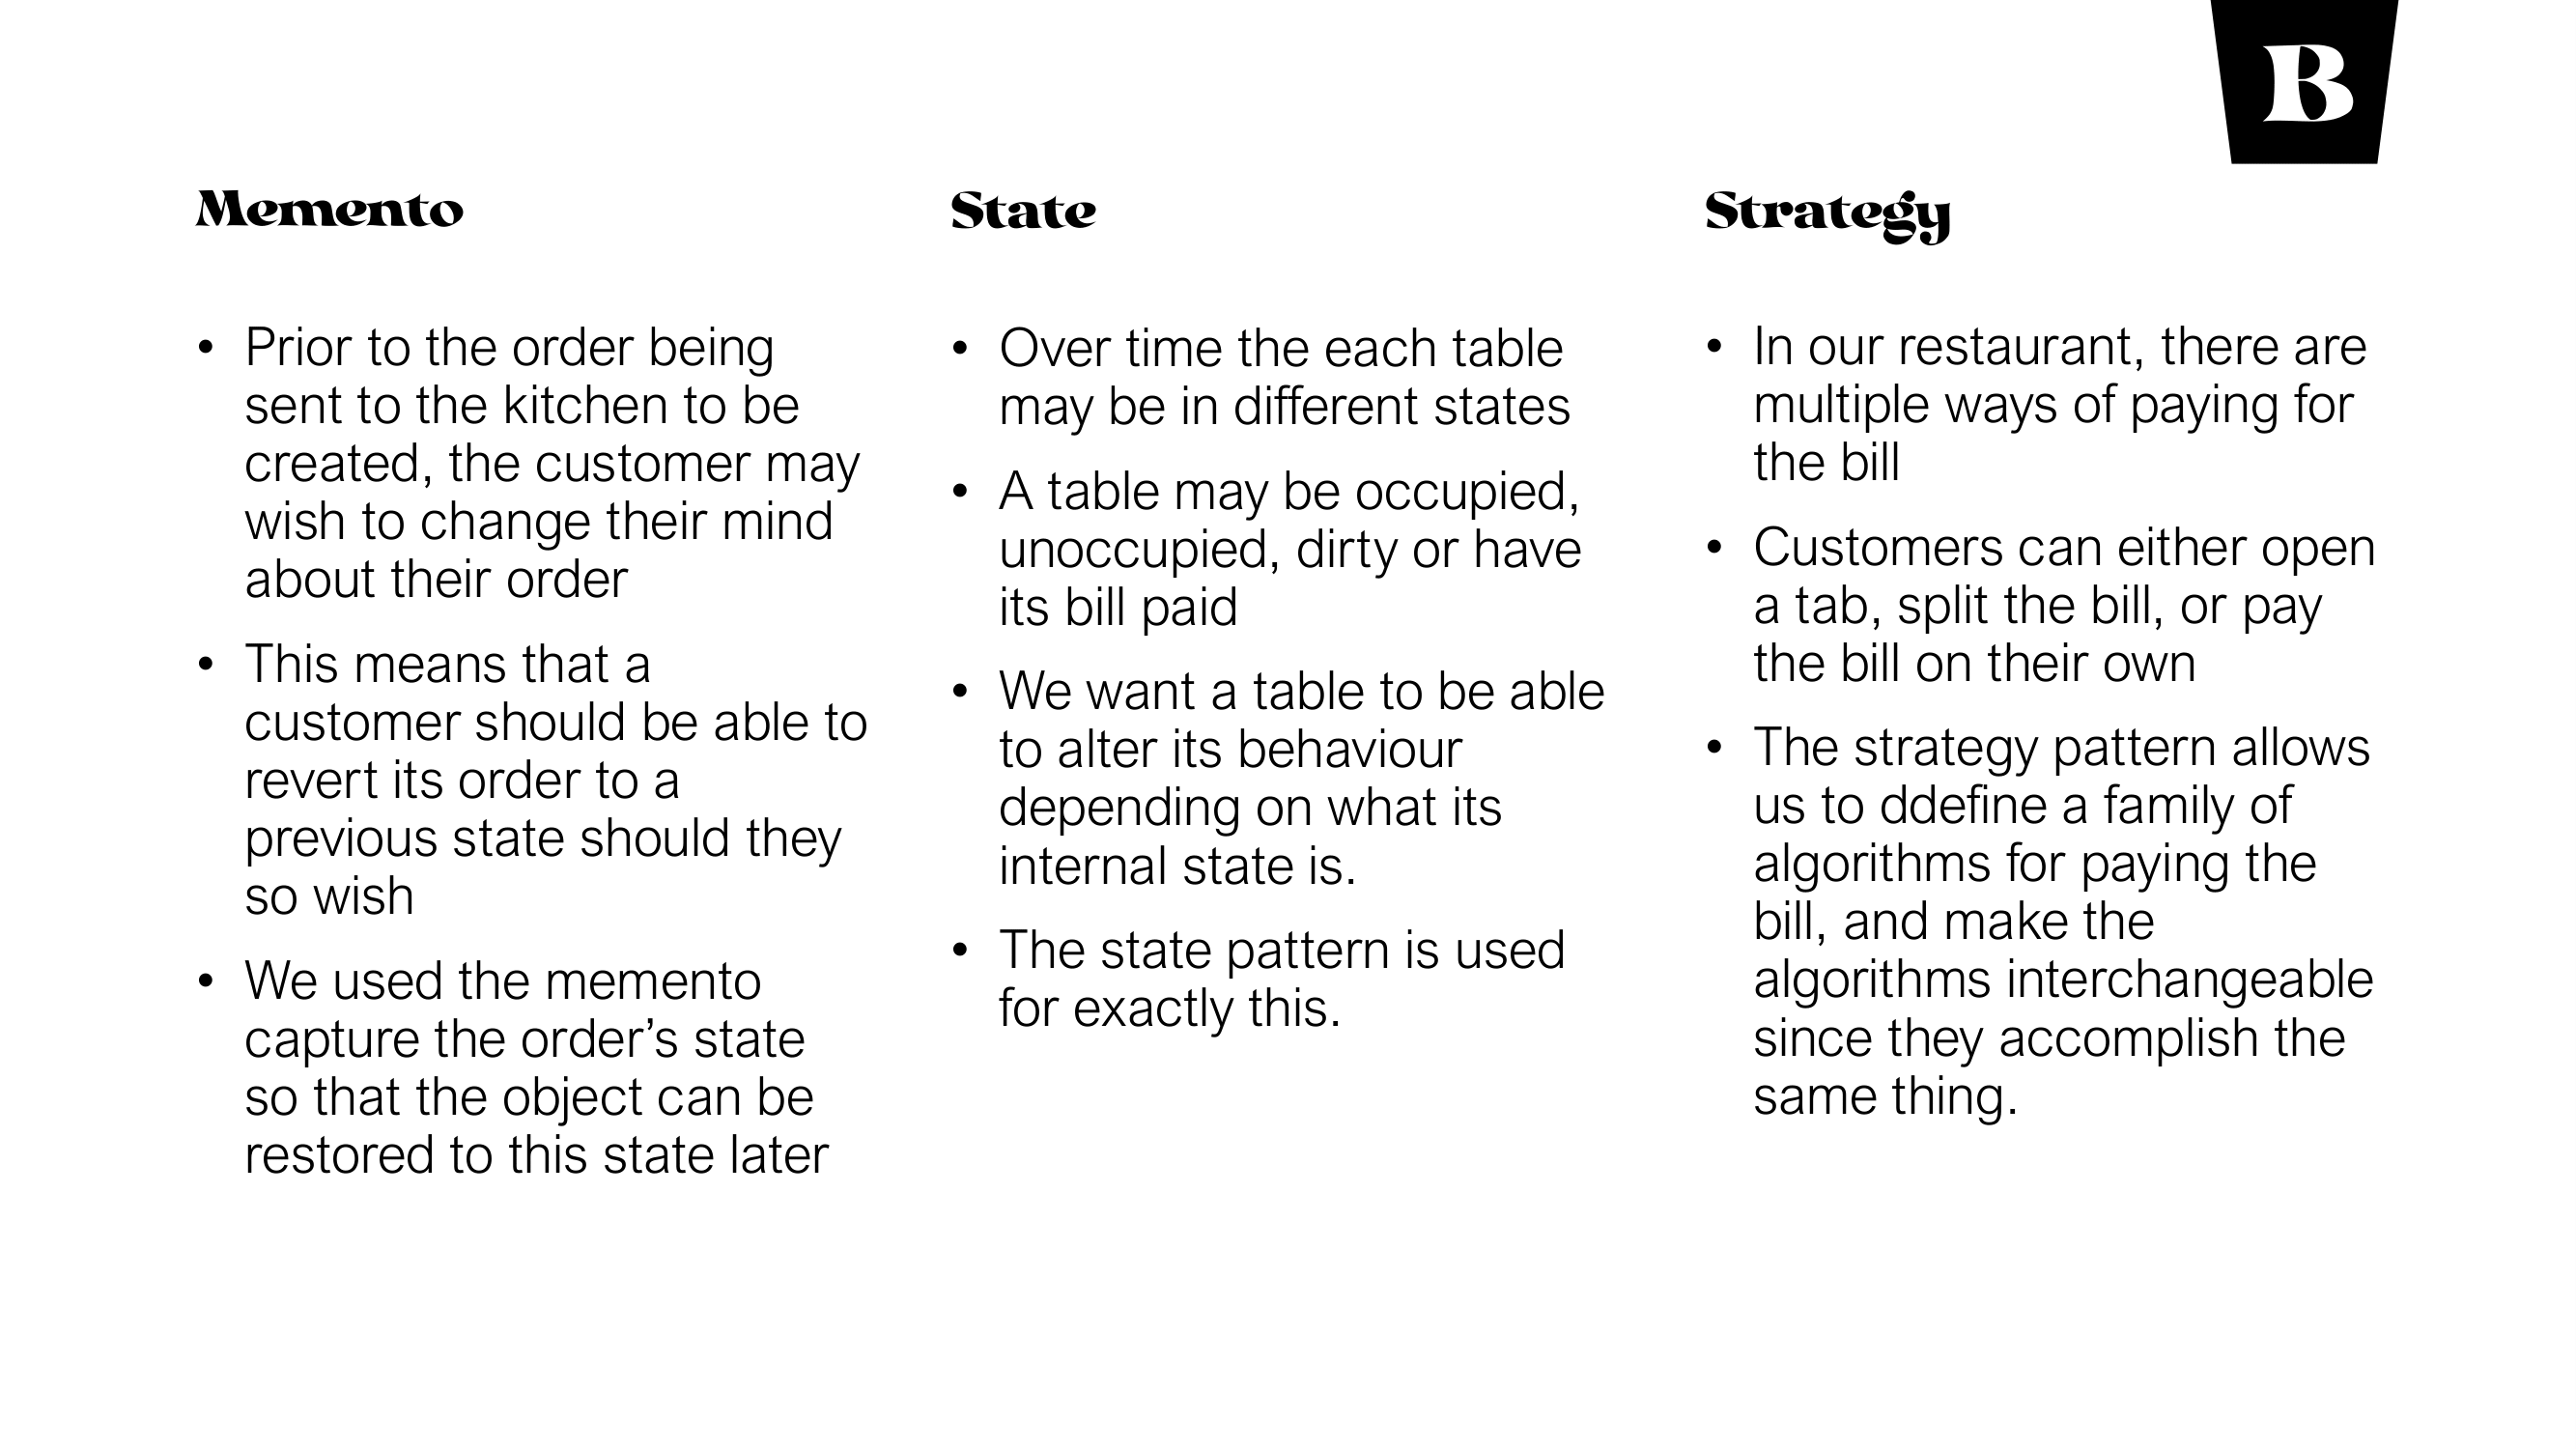 B
Memento
• Prior to the order being
sent to the kitchen to be
created, the customer may
wish to change their mind
about their order
• This means that a
customer should be able to
revert its order to a
previous state should they
so wish
• We used the memento
capture the order’s state
so that the object can be
restored to this state later
State
• Over time the each table
may be in different states
• A table may be occupied,
unoccupied, dirty or have
its bill paid
• We want a table to be able
to alter its behaviour
depending on what its
internal state is.
• The state pattern is used
for exactly this.
Strategy
• In our restaurant, there are
multiple ways of paying for
the bill
• Customers can either open
a tab, split the bill, or pay
the bill on their own
• The strategy pattern allows
us to ddefine a family of
algorithms for paying the
bill, and make the
algorithms interchangeable
since they accomplish the
same thing.